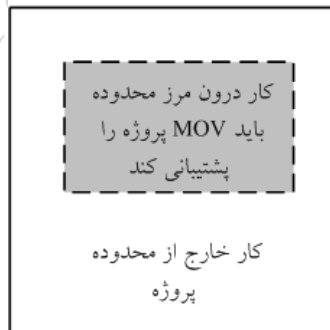 کار درون مرز محدوده
باید MOV پروژه را
پشتیبانی کند
کار خارج از محدوده
پروژه